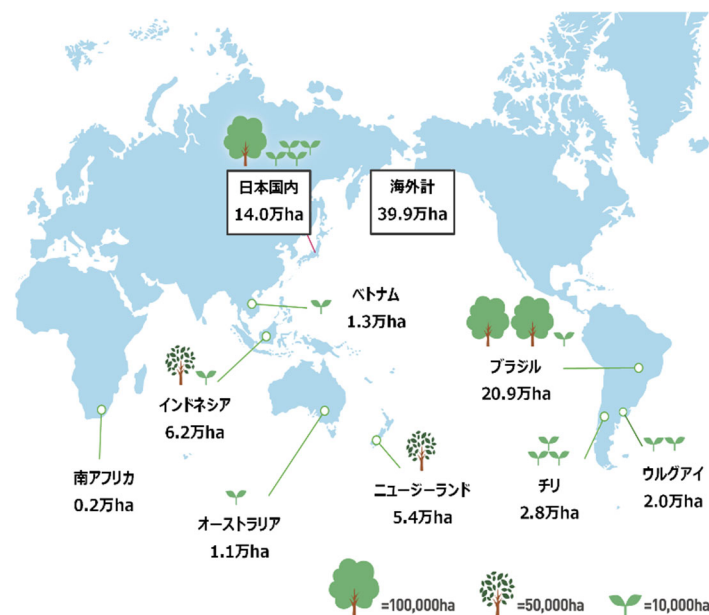 日本国内
14.0万ha
海外計
39.9万ha
ベトナム
1.3万ha
ブラジル
20.9万ha
インドネシア
6.2万ha
南アフリカ
0.2万ha
オーストラリア
1.1万ha
ニュージーランド
5.4万ha
チリ
2.8万ha
ウルグアイ
2.0万ha
=100,000ha
=50,000ha
=10,000ha